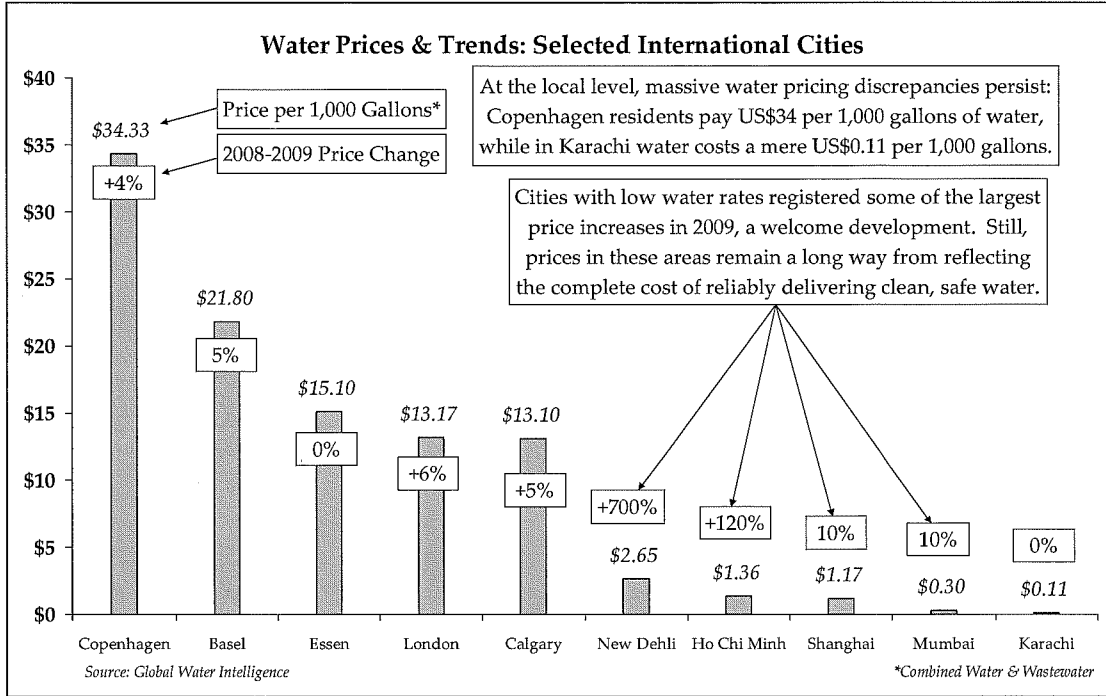 Water Prices & Trends: Selected International Cities
$40
$35
$30
$25
$20
$15
$10
$5
$0
Price per 1,000 Gallons*
2008-2009 Price Change
At the local level, massive water pricing discrepancies persist:
Copenhagen residents pay US$34 per 1,000 gallons of water,
while in Karachi water costs a mere US$0.11 per 1,000 gallons.
Cities with low water rates registered some of the largest
price increases in 2009, a welcome development. Still,
prices in these areas remain a long way from reflecting
the complete cost of reliably delivering clean, safe water.
$34.33
+4%
$21.80
5%
$15.10
0%
$13.17
+6%
$13.10
+5%
+700%
$2.65
+120%
$1.36
10%
$1.17
10%
$0.30
0%
$0.11
Copenhagen
Basel
Essen
London
Calgary
New Dehli
Ho Chi Minh
Shanghai
Mumbai
Karachi
Source: Global Water Intelligence
*Combined Water & Wastewater